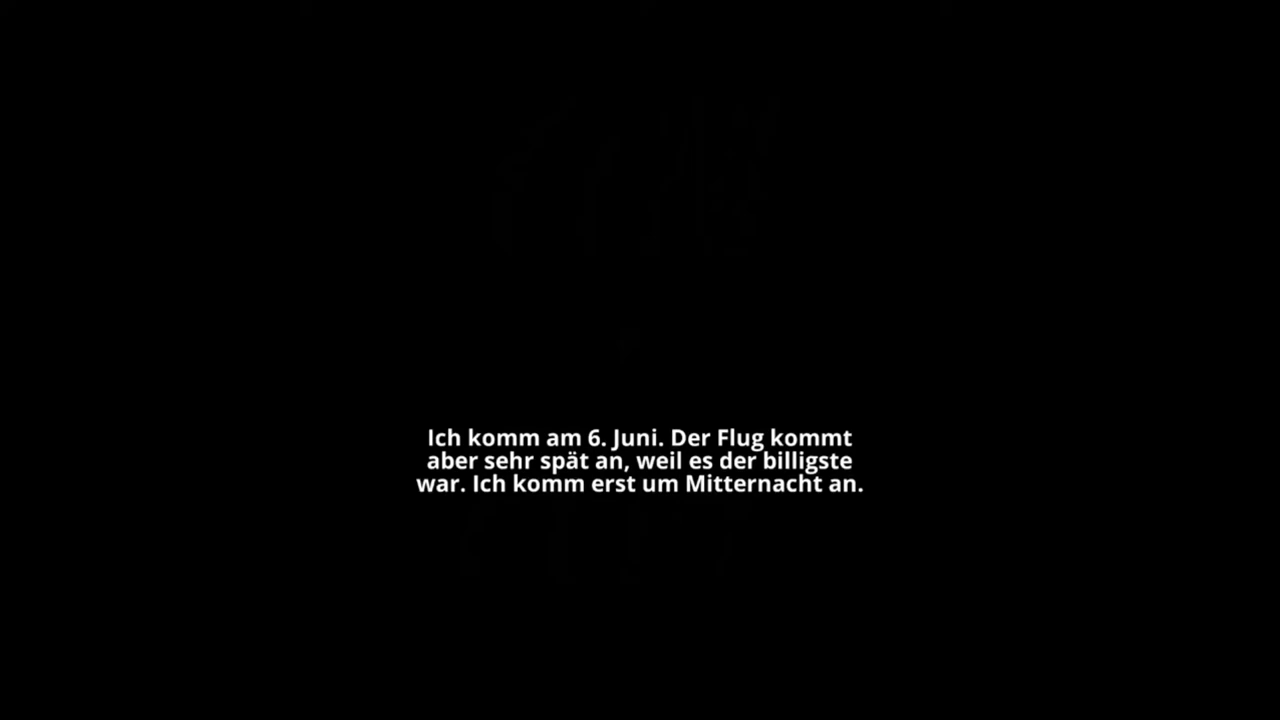 Ich komm am 6. Juni. Der Flug kommt
aber sehr spät an, weil es der billigste
war. Ich komm erst um Mitternacht an.